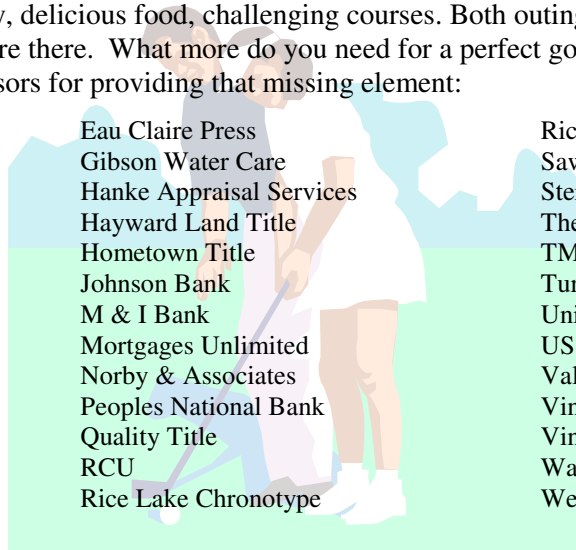 y, delicious food, challenging courses. Both outing
re there.  What more do you need for a perfect go
sors for providing that missing element:
Eau Claire Press
Gibson Water Care
Hanke Appraisal Services
Hayward Land Title
Hometown Title
Johnson Bank
M & I Bank
Mortgages Unlimited
Norby & Associates
Peoples National Bank
Quality Title
RCU
Rice Lake Chronotype
Ric
Sav
Ste
The
TM
Tur
Uni
US
Val
Vin
Vin
Wa
We